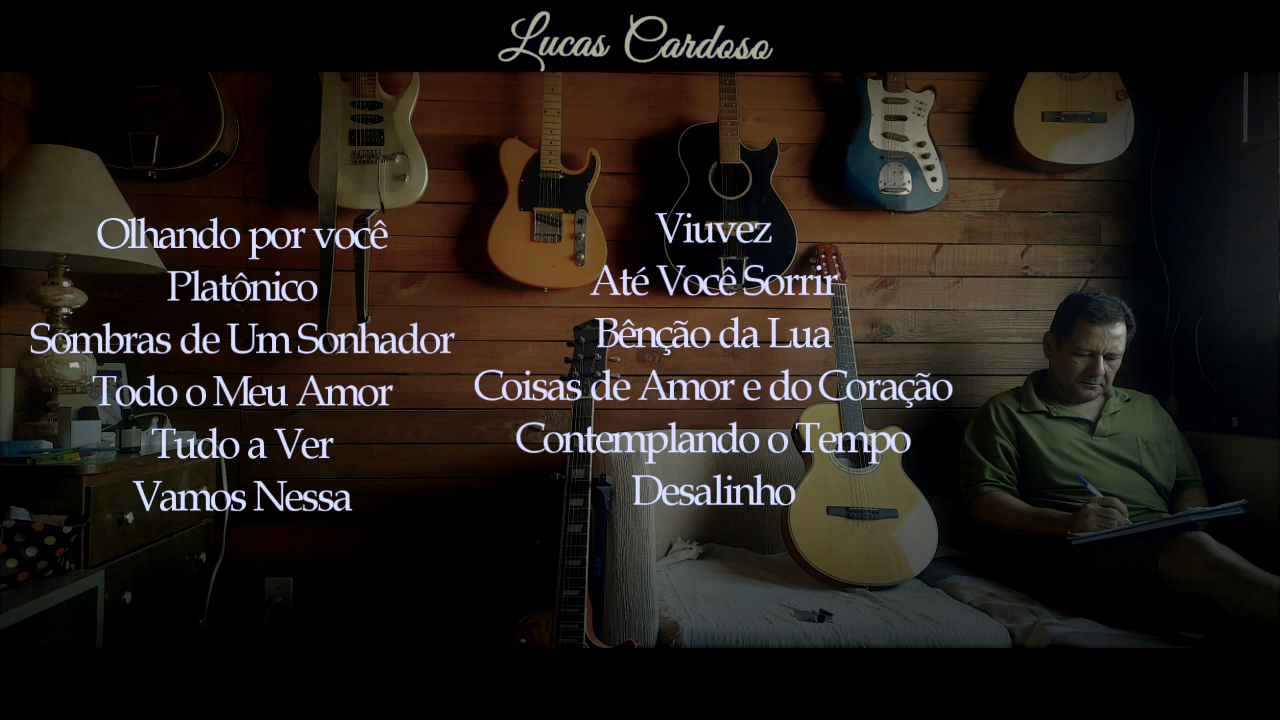 Lucas Cardoso
Olhando por você
Platônico
Sombras de Um Sonhador
Todo o Meu Amor
Tudo a Ver
Vamos Nessa
Viuvez
Até Você Sorrir
Bênção da Lua
Coisas de Amor e do Coração
Contemplando o Tempo
Desalinho